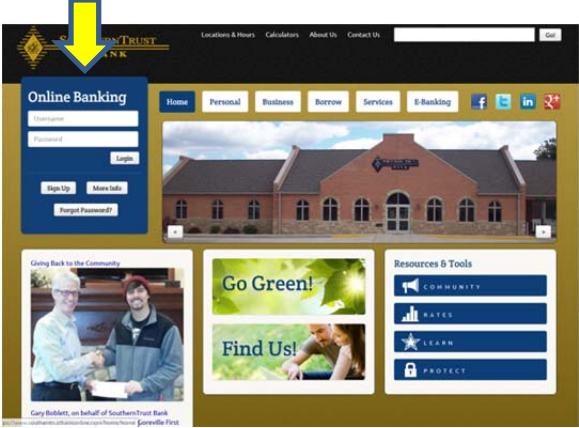 SOUTHERNTRUST
BANK
Locations & Hours Calculators About Us Contact Us
Go!
Online Banking
Username
Password
Login
Sign Up More Info
Forgot Password?
Home Personal Business Borrow Services E-Banking
Giving Back to the Community
Go Green!
Find Us!
Resources & Tools
COMMUNITY
RATES
LEARN
PROTECT
Gary Boblett, on behalf of SouthernTrust Bank
Goreville First